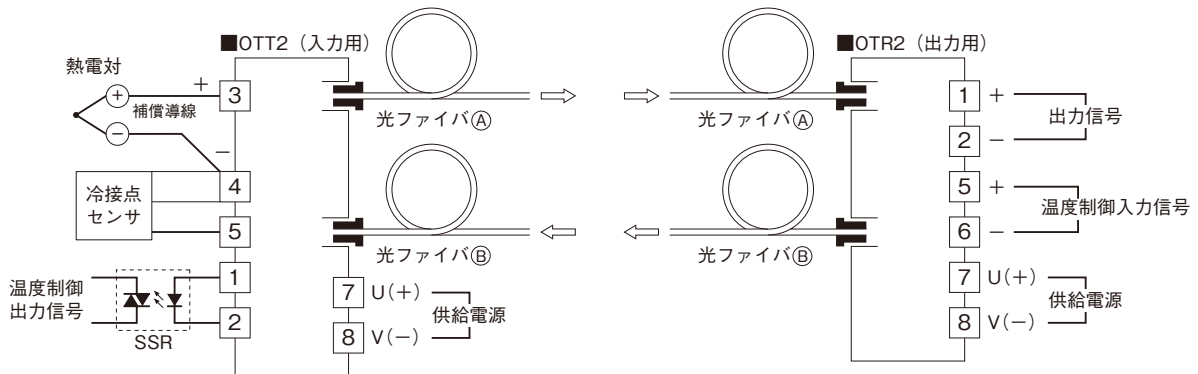 ■OTT2（入力用）
熱電対
+
3
+
補償導線
−
−
4
冷接点
センサ
5
温度制御
出力信号
SSR
1
2
光ファイバⒶ
光ファイバⒷ
7 U(+)
8 V(−)
供給電源
■OTR2（出力用）
光ファイバⒶ
光ファイバⒷ
1 +
2 −
出力信号
5 +
6 −
温度制御入力信号
7 U(+)
8 V(−)
供給電源